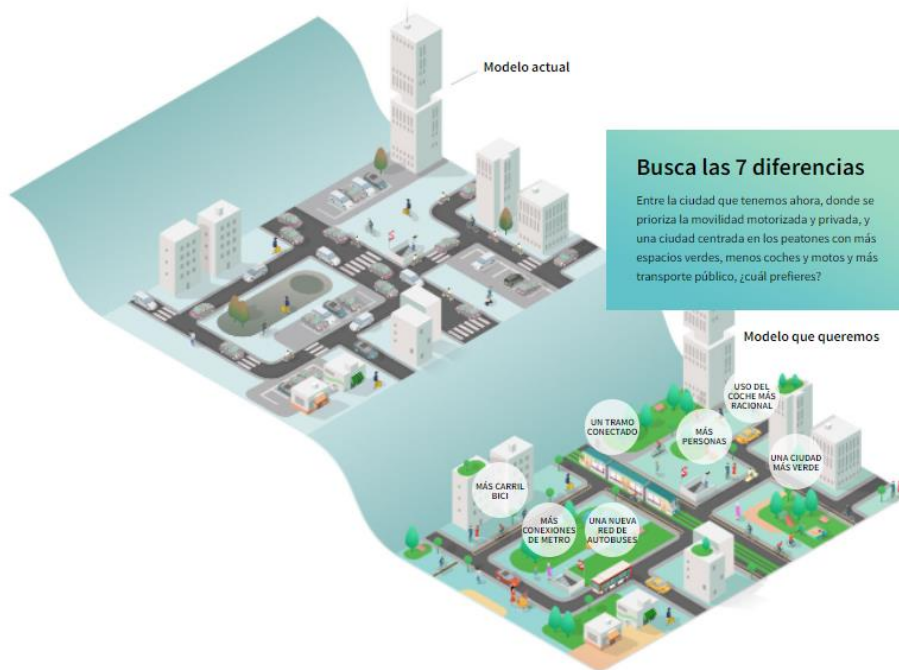 Modelo actual
Busca las 7 diferencias
Entre la ciudad que tenemos ahora, donde se
prioriza la movilidad motorizada y privada, y
una ciudad centrada en los peatones con más
espacios verdes, menos coches y motos y más
transporte público, ¿cuál prefieres?
Modelo que queremos
USO DEL
COCHE MÁS
RACIONAL
UN TRAMO
CONECTADO
MÁS
PERSONAS
UNA CIUDAD
MÁS VERDE
MÁS CARRIL
BICI
MÁS
CONEXIONES
DE METRO
UNA NUEVA
RED DE
AUTOBUSES